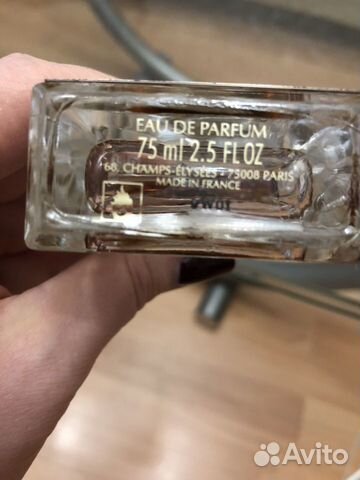 EAU DE PARFUM
75 ml 2.5 FL OZ
68, CHAMPS-ÉLYSÉES - 75008 PARIS
MADE IN FRANCE
Avito